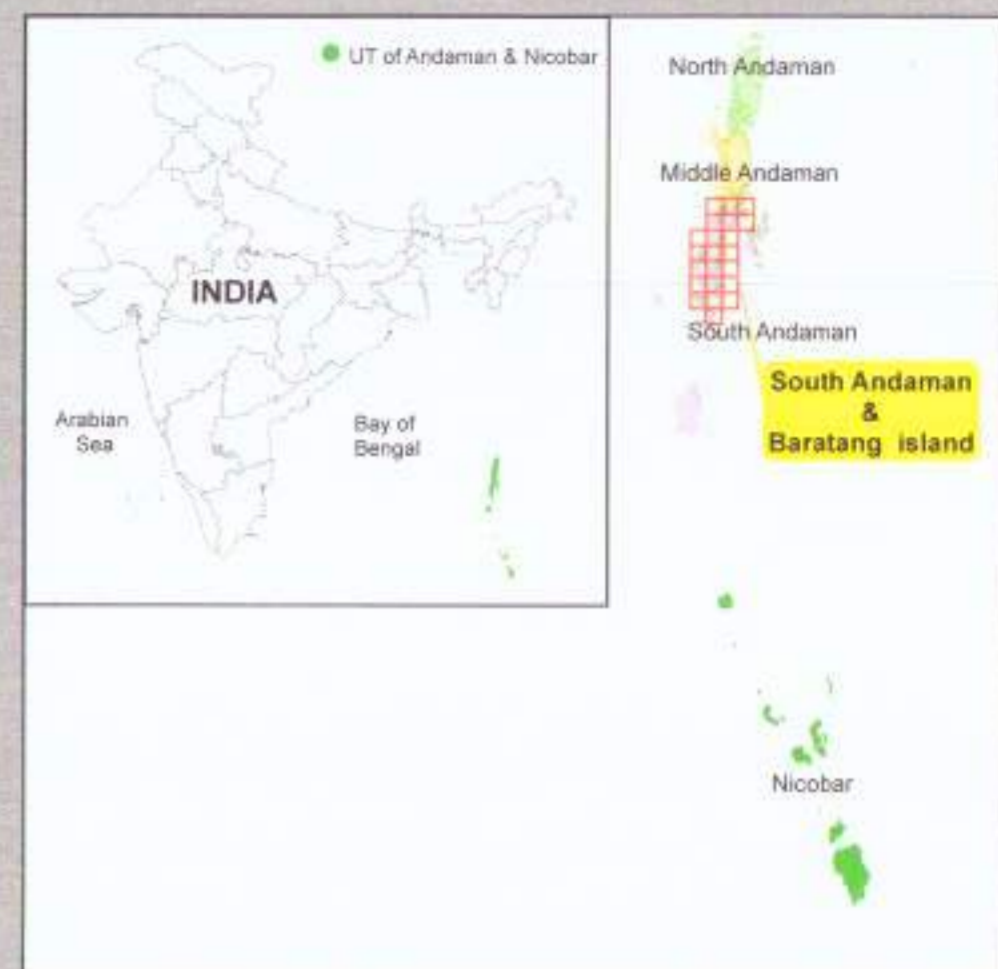 UT of Andaman & Nicobar
INDIA
Arabian
Sea
Bay of
Bengal
North Andaman
Middle Andaman
South Andaman
South Andaman
&
Baratang island
Nicobar